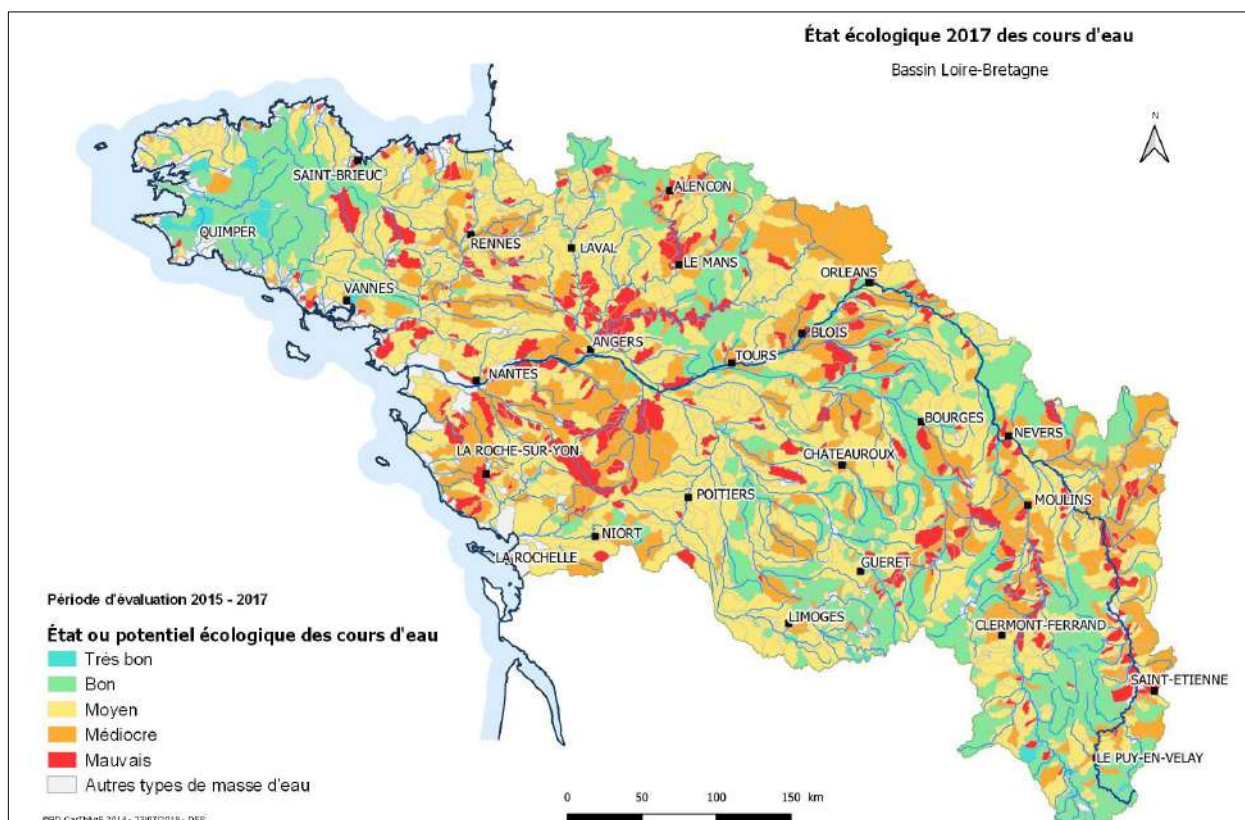 État écologique 2017 des cours d'eau
Bassin Loire-Bretagne
N
SAINT-BRIEUC
ALENCON
QUIMPER
RENNES
LAVAL
LE MANS
ORLEANS
VANNES
BLOIS
ANGERS
TOURS
NANTES
BOURGES
NEVERS
LA ROCHE-SUR-YON
CHATEAUROUX
POITIERS
MOULINS
NIORT
LA ROCHELLE
GUERET
LIMOGES
CLERMONT-FERRAND
SAINT-ETIENNE
LE PUY-EN-VELAY
Période d'évaluation 2015 - 2017
État ou potentiel écologique des cours d'eau
Très bon
Bon
Moyen
Médiocre
Mauvais
Autres types de masse d'eau
0 50 100 150 km